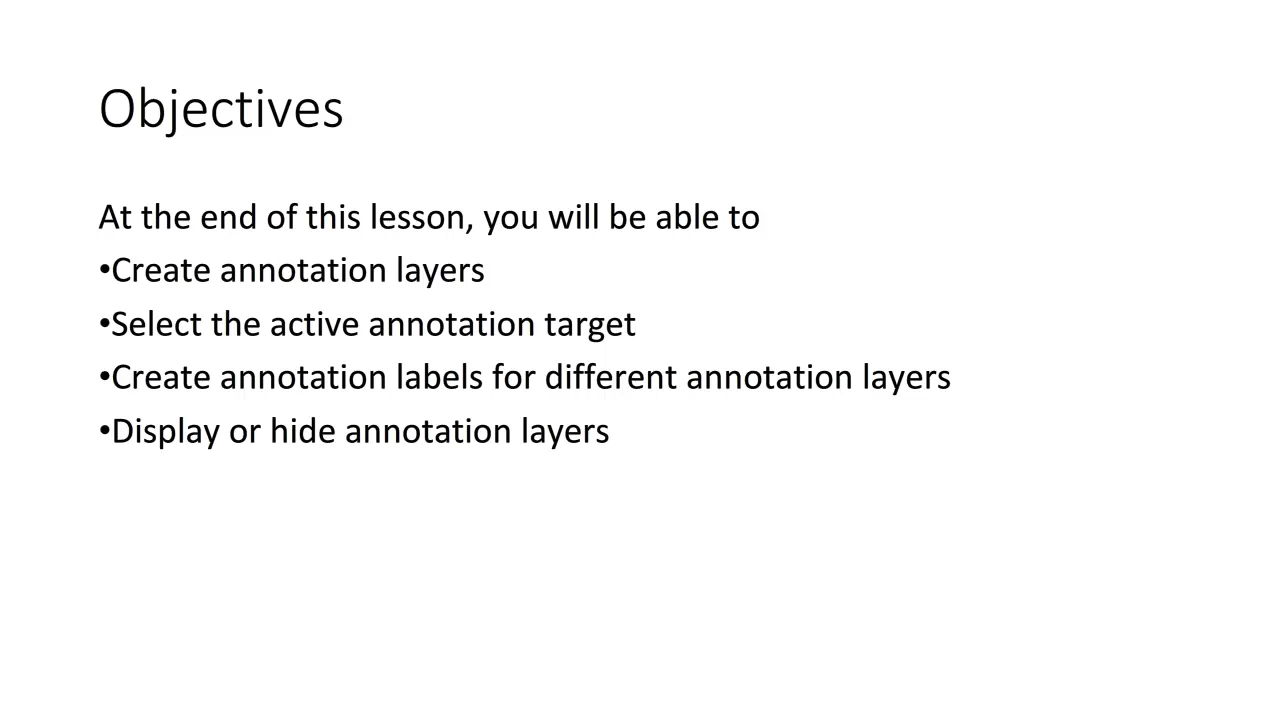 Objectives
At the end of this lesson, you will be able to
•Create annotation layers
•Select the active annotation target
•Create annotation labels for different annotation layers
•Display or hide annotation layers